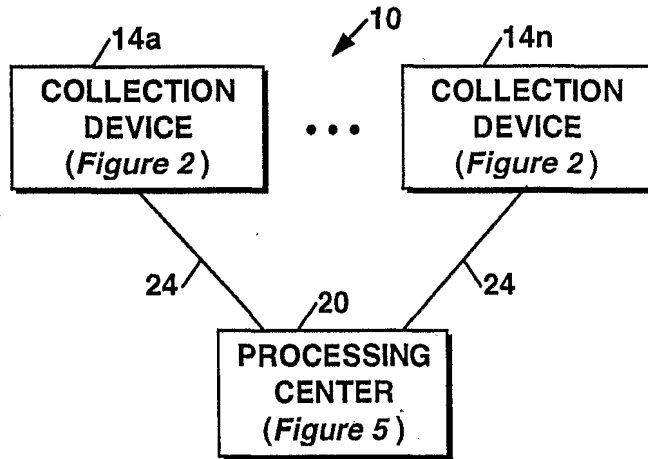 10
14a
14n
COLLECTION
DEVICE
(Figure 2)
COLLECTION
DEVICE
(Figure 2)
24
24
20
PROCESSING
CENTER
(Figure 5)